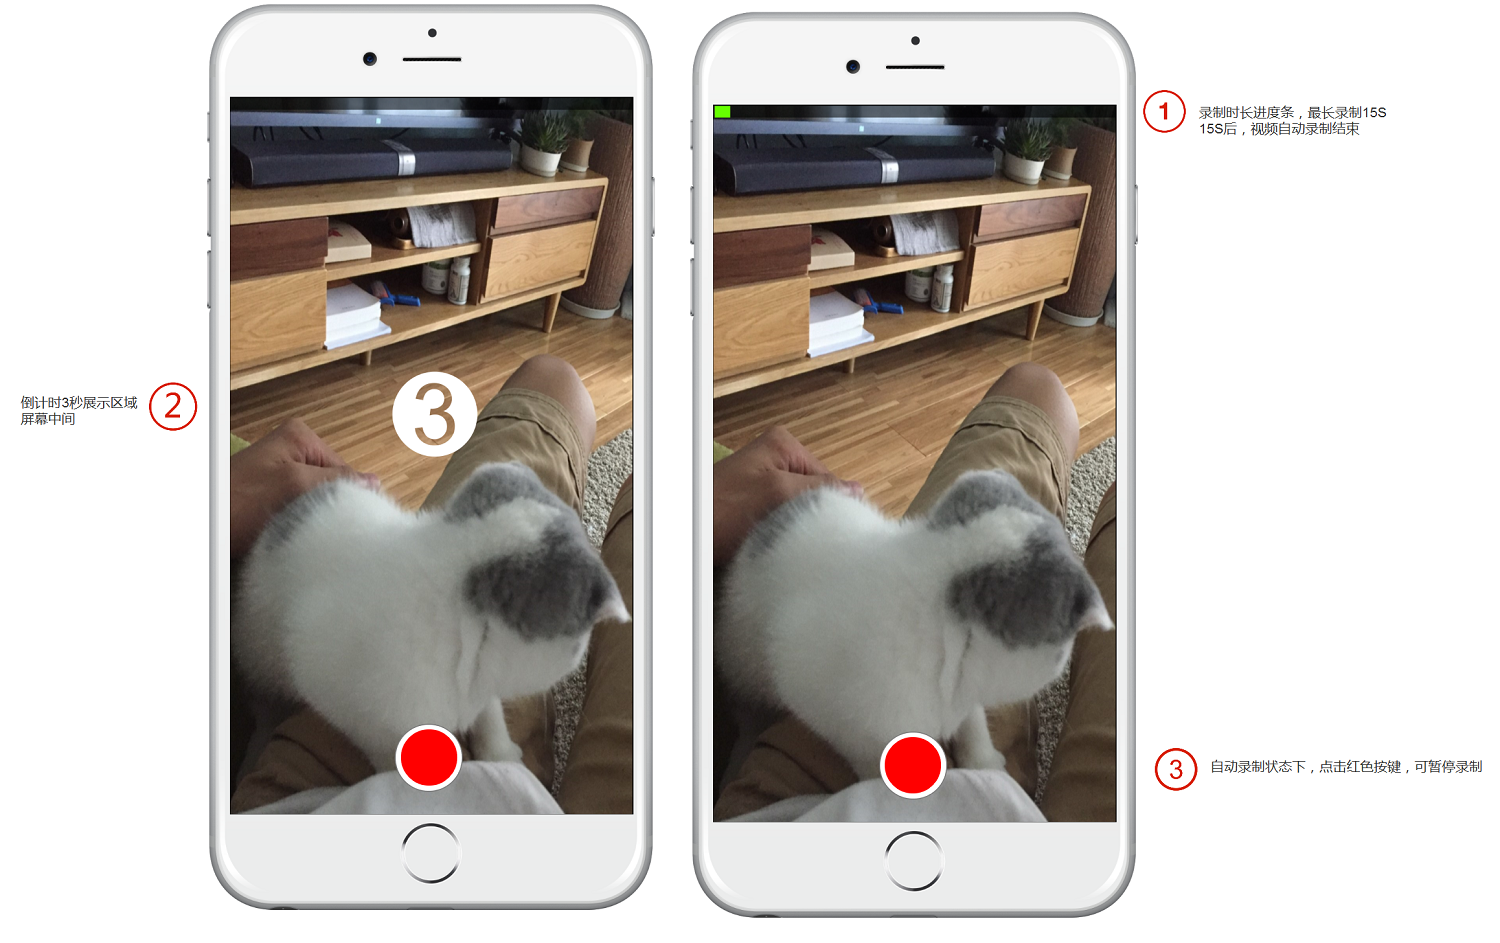 1
录制时长进度条，最长录制15S
15S后，视频自动录制结束
倒计时3秒展示区域
屏幕中间
2
3
3
自动录制状态下，点击红色按键，可暂停录制